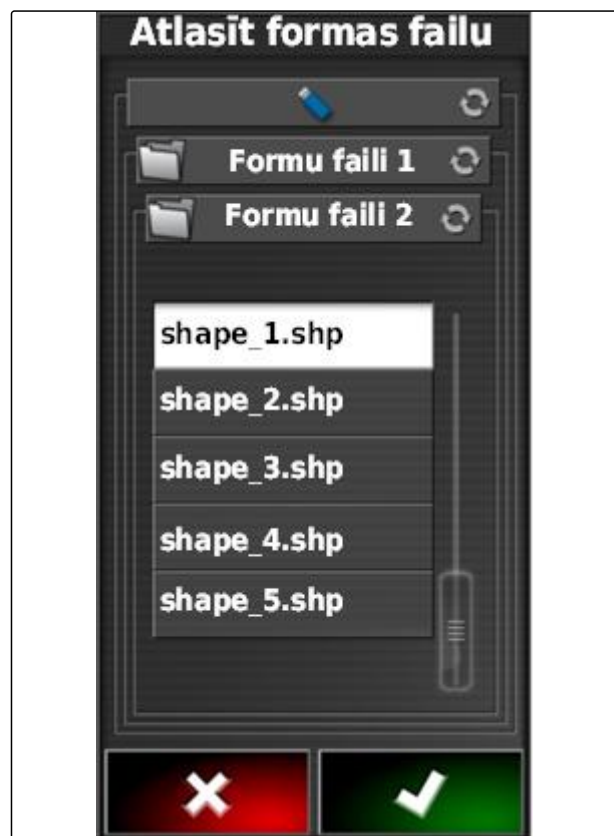 Atlasīt formas failu
Formu faili 1
Formu faili 2
shape_1.shp
shape_2.shp
shape_3.shp
shape_4.shp
shape_5.shp